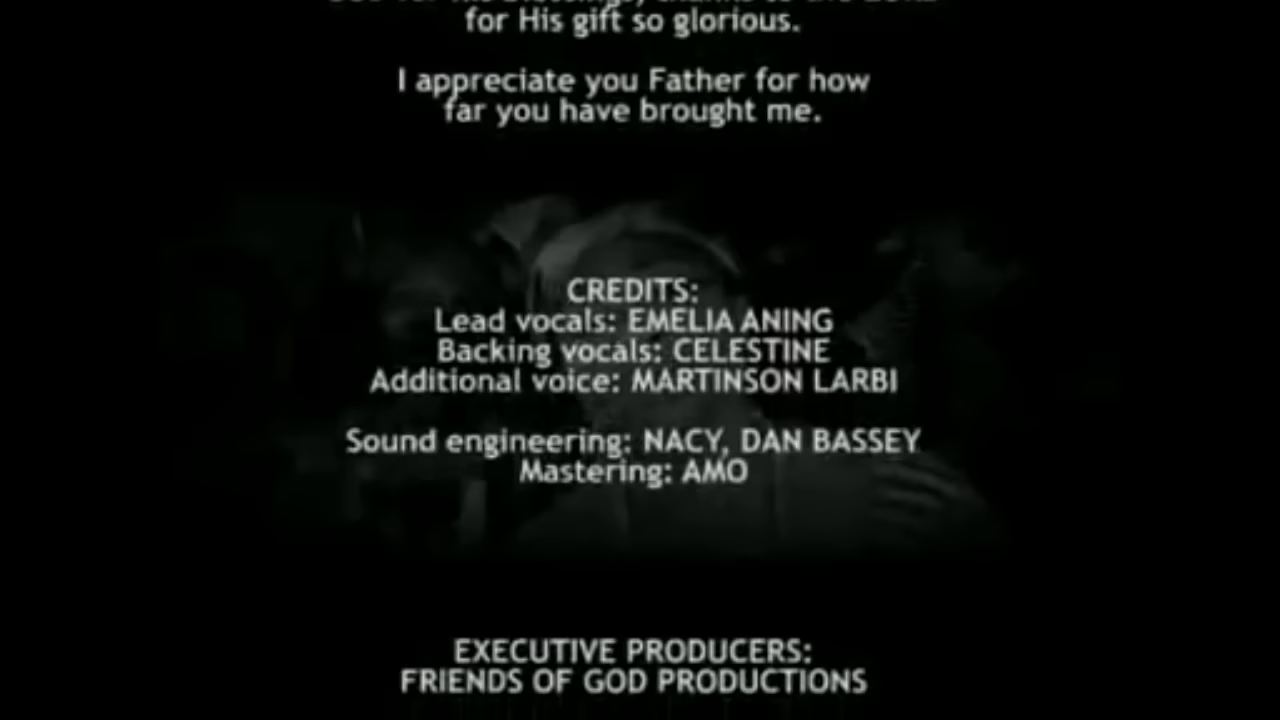 for His gift so glorious.
I appreciate you Father for how
far you have brought me.
CREDITS:
Lead vocals: EMELIA ANING
Backing vocals: CELESTINE
Additional voice: MARTINSON LARBI
Sound engineering: NACY, DAN BASSEY
Mastering: AMO
EXECUTIVE PRODUCERS:
FRIENDS OF GOD PRODUCTIONS